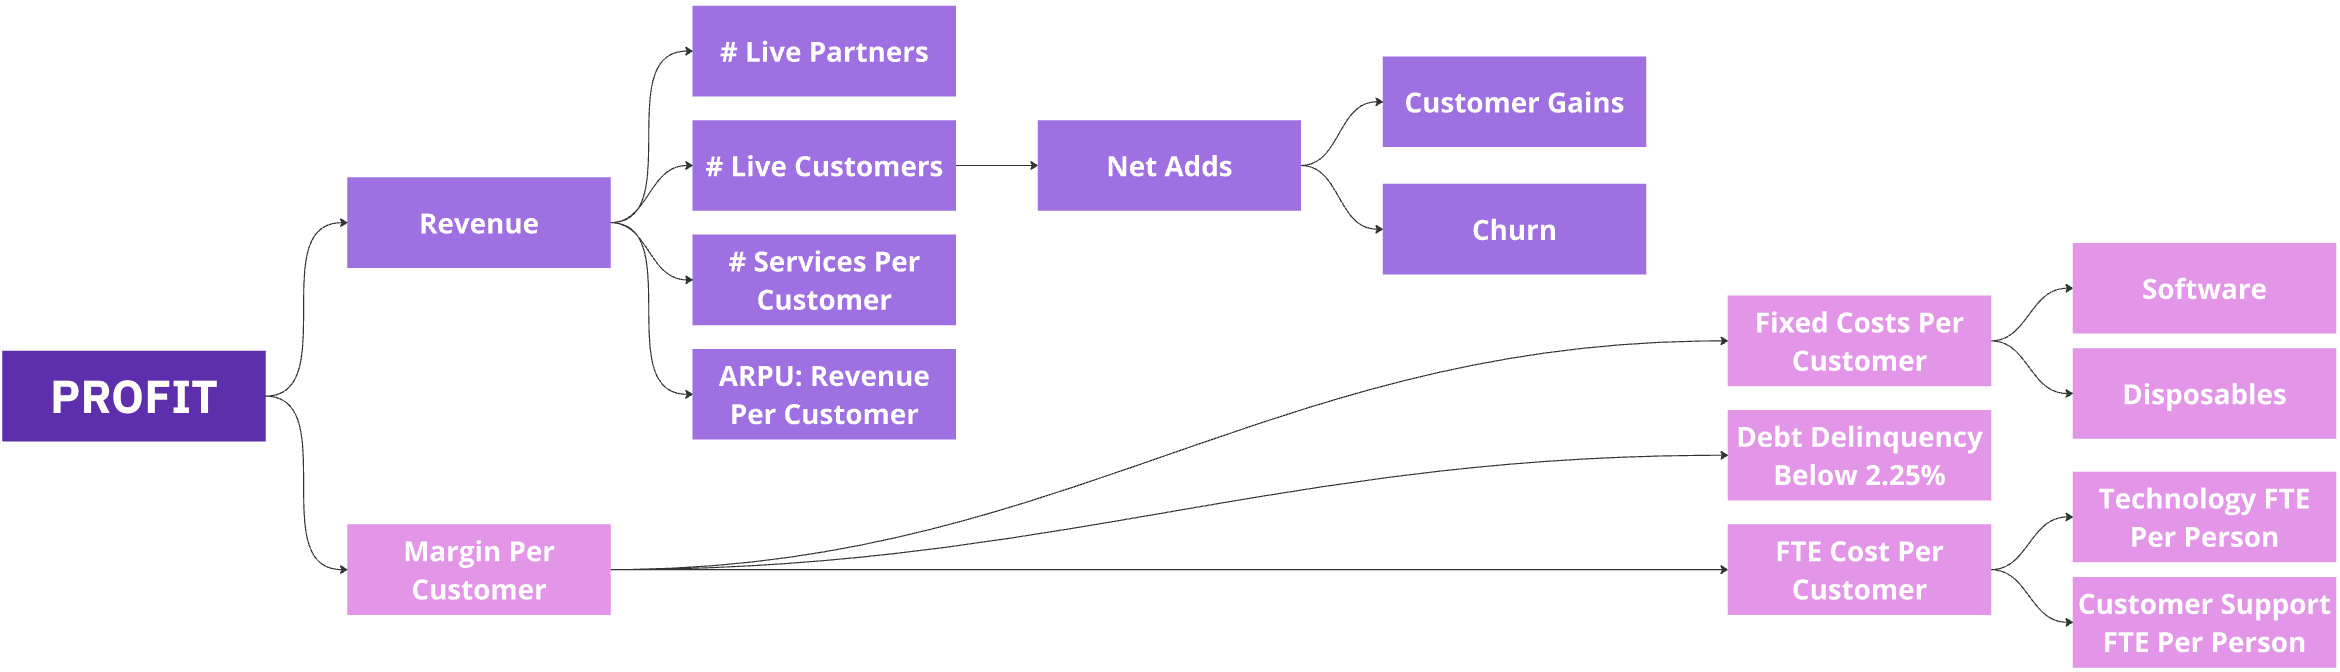 # Live Partners
Customer Gains
# Live Customers
Net Adds
Revenue
Churn
# Services Per
Customer
Software
Fixed Costs Per
Customer
PROFIT
ARPU: Revenue
Per Customer
Disposables
Debt Delinquency
Below 2.25%
Technology FTE
Per Person
Margin Per
Customer
FTE Cost Per
Customer
Customer Support
FTE Per Person